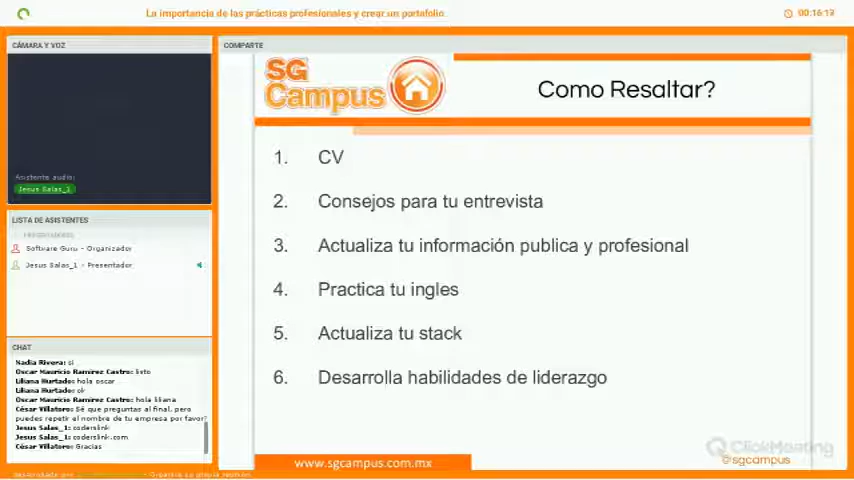 La importancia de las prácticas profesionales y crear un portafolio
00:16:13
CÁMARA Y VOZ
Asistente audio:
Jesus Salas_1
LISTA DE ASISTENTES
PRESENTADORES
Software Guru - Organizador
Jesus Salas_1 - Presentador
CHAT
Nadia Rivera: si
Oscar Mauricio Ramirez Castro: listo
Liliana Hurtado: hola oscar
Liliana Hurtado: ok
Oscar Mauricio Ramirez Castro: hola liliana
César Villatoro: Sé que preguntas al final, pero
puedes repetir el nombre de tu empresa por favor?
Jesus Salas_1: coderslink
Jesus Salas_1: coderslink.com
César Villatoro: Gracias
COMPARTE
SG
Campus
Como Resaltar?
1. CV
2. Consejos para tu entrevista
3. Actualiza tu información publica y profesional
4. Practica tu ingles
5. Actualiza tu stack
6. Desarrolla habilidades de liderazgo
www.sgcampus.com.mx
ClickMeeting
@sgcampus